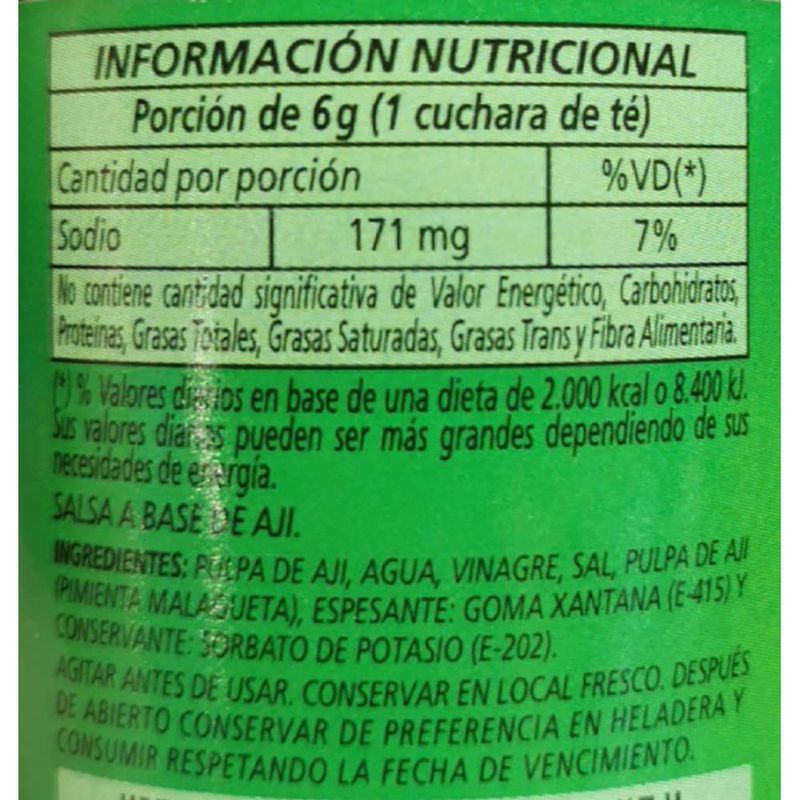 INFORMACIÓN NUTRICIONAL
Porción de 6g (1 cuchara de té)
Cantidad por porción %VD(*)
Sodio 171 mg 7%
No contiene cantidad significativa de Valor Energético, Carbohidratos,
Proteínas, Grasas Totales, Grasas Saturadas, Grasas Trans y Fibra Alimentaria.
(*) % Valores diarios en base de una dieta de 2.000 kcal o 8.400 kJ.
Sus valores diarios pueden ser más grandes dependiendo de sus
necesidades de energía.
SALSA A BASE DE AJI.
INGREDIENTES: PULPA DE AJI, AGUA, VINAGRE, SAL, PULPA DE AJI
(PIMIENTA MALAGUETA), ESPESANTE: GOMA XANTANA (E-415) Y
CONSERVANTE: SORBATO DE POTASIO (E-202).
AGITAR ANTES DE USAR. CONSERVAR EN LOCAL FRESCO. DESPUÉS
DE ABIERTO CONSERVAR DE PREFERENCIA EN HELADERA Y
CONSUMIR RESPETANDO LA FECHA DE VENCIMIENTO.